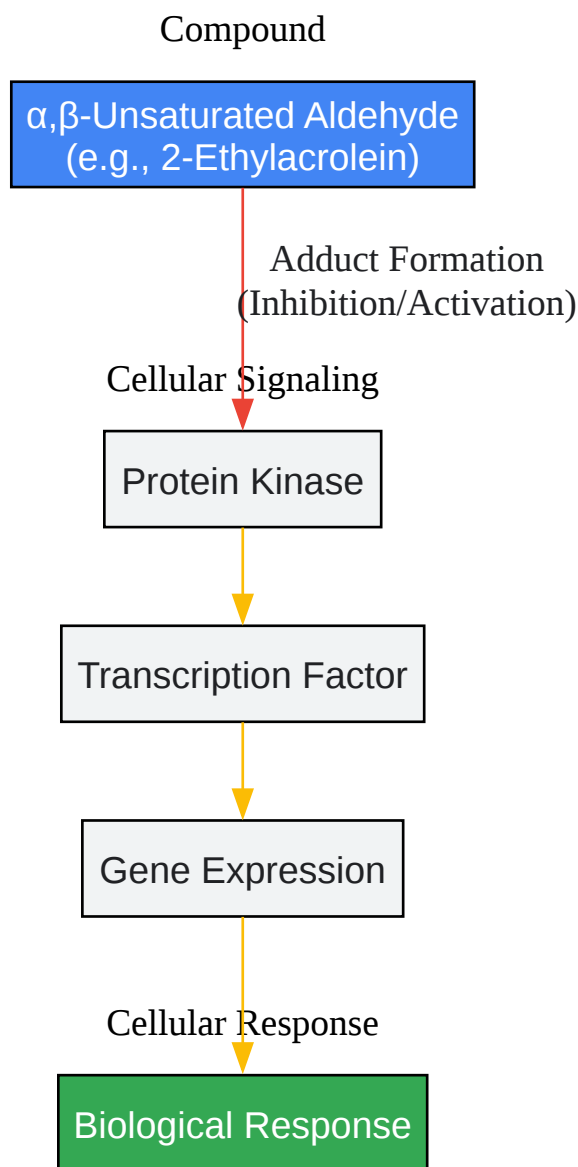 Compound
α,β-Unsaturated Aldehyde
(e.g., 2-Ethylacrolein)
Adduct Formation
(Inhibition/Activation)
Cellular Signaling
Protein Kinase
Transcription Factor
Gene Expression
Cellular Response
Biological Response